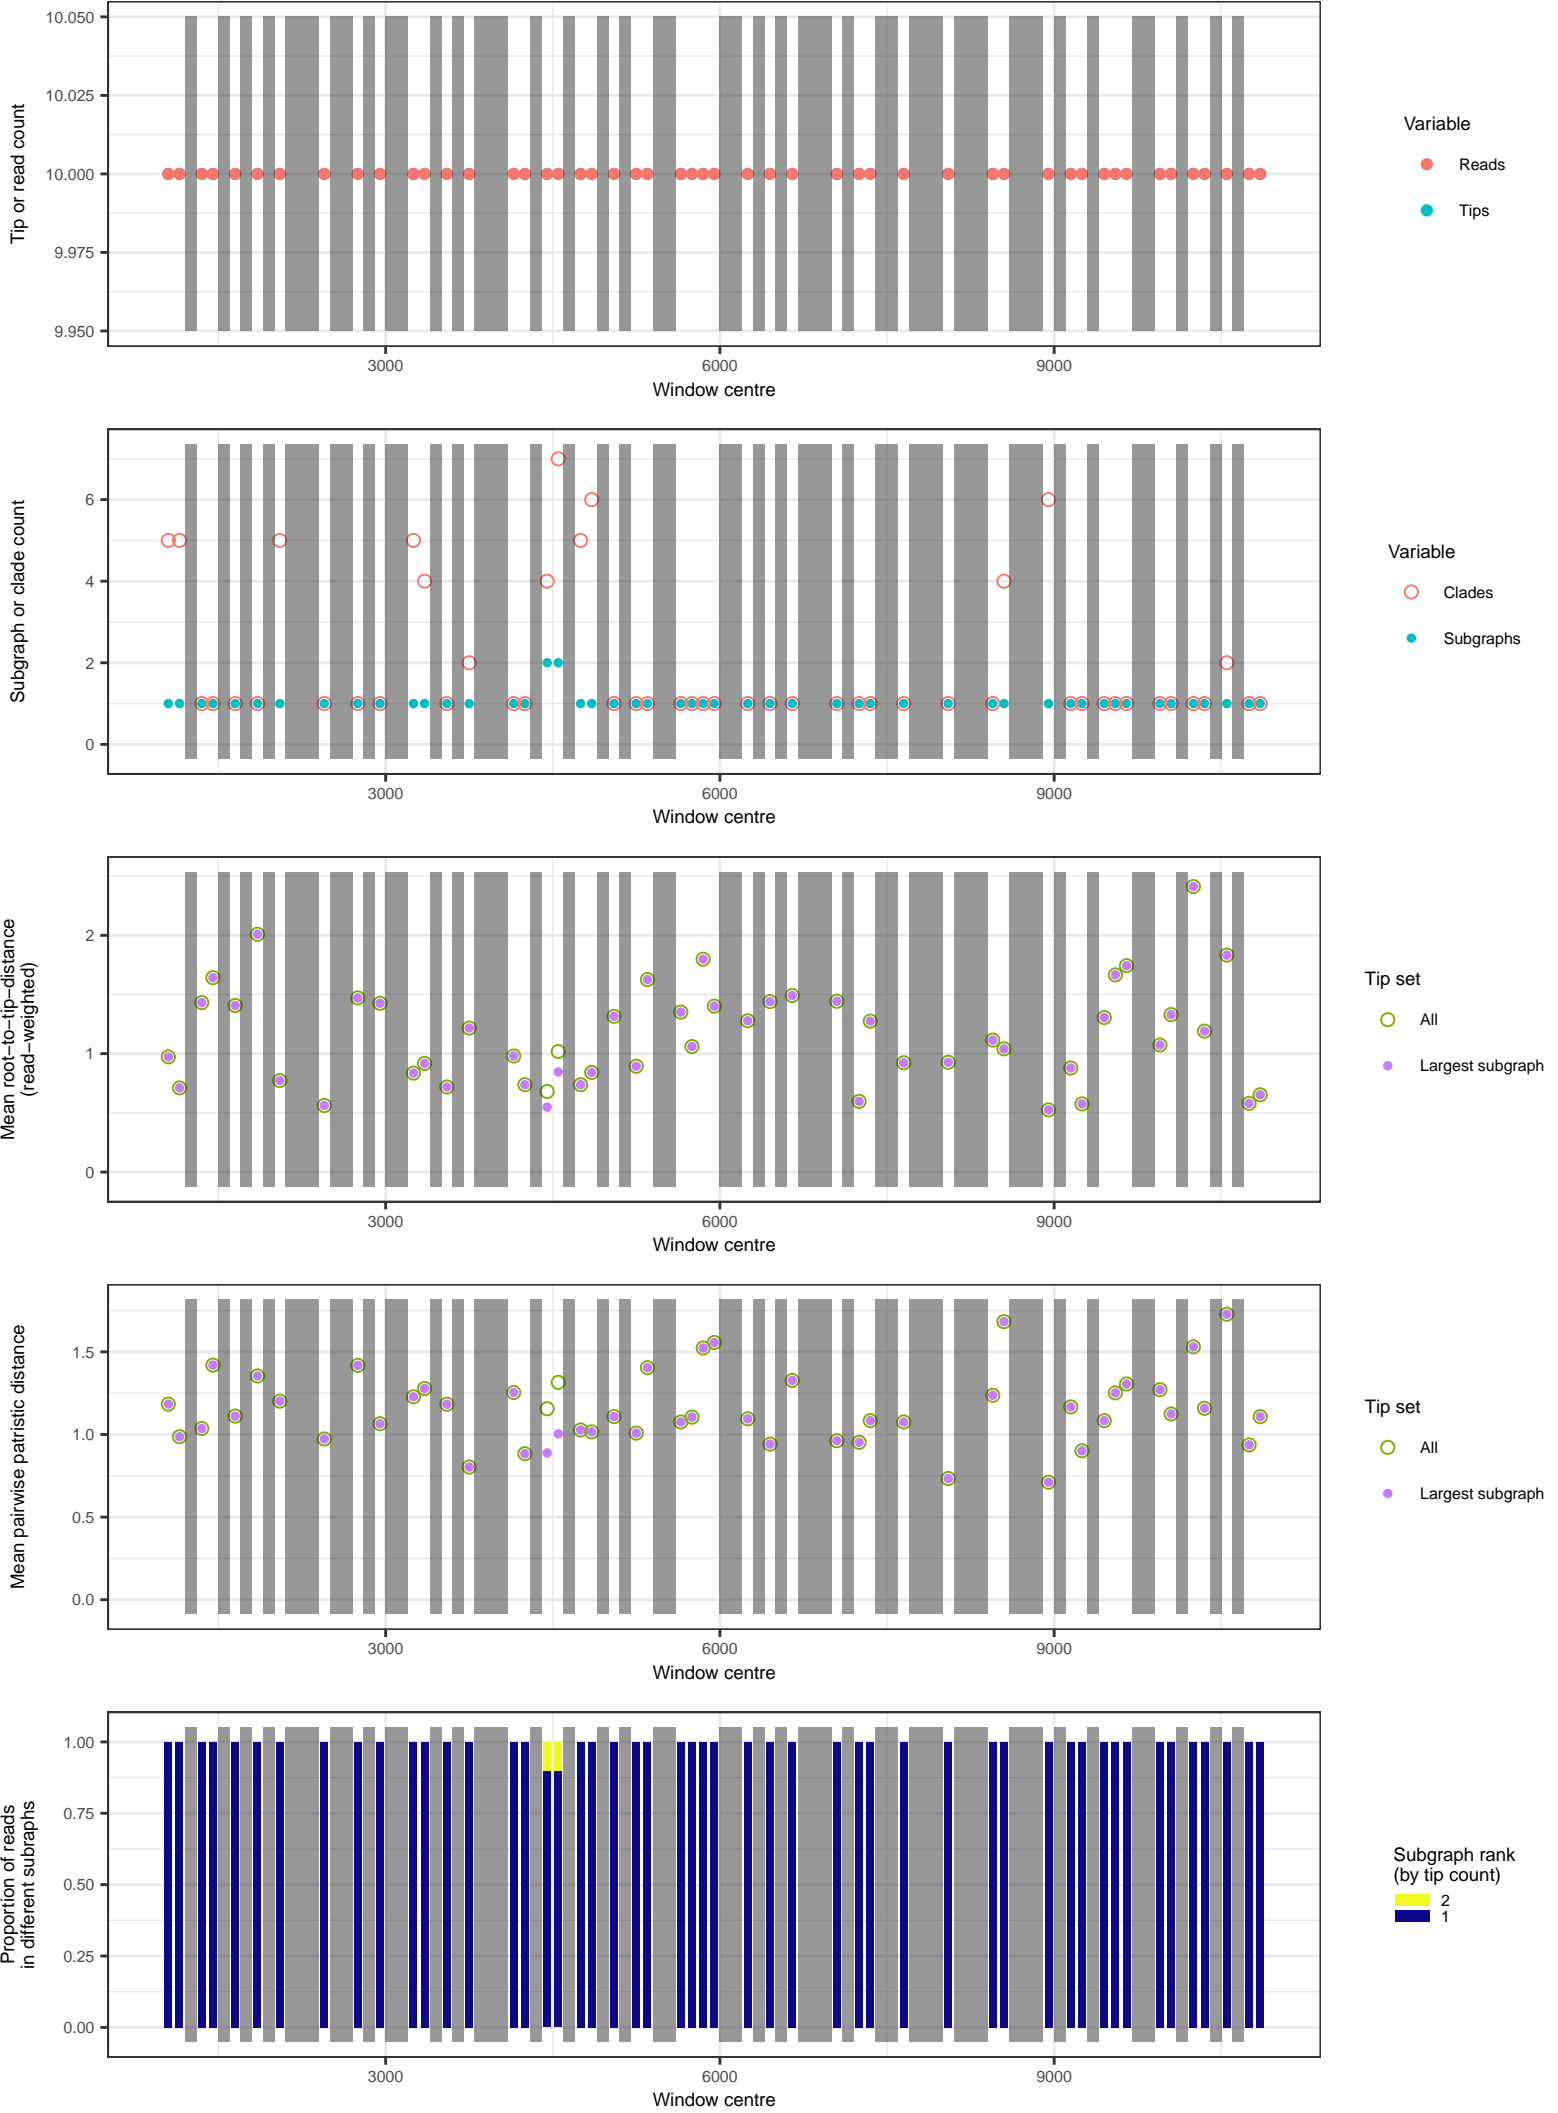 Tip or read count
10.050
10.025
10.000
9.975
9.950
3000
6000
9000
Window centre
Variable
Reads
Tips
Subgraph or clade count
6
4
2
0
3000
6000
9000
Window centre
Variable
Clades
Subgraphs
Mean root−to−tip−distance
(read−weighted)
2
1
0
3000
6000
9000
Window centre
Tip set
All
Largest subgraph
Mean pairwise patristic distance
1.5
1.0
0.5
0.0
3000
6000
9000
Window centre
Tip set
All
Largest subgraph
Proportion of reads
in different subraphs
1.00
0.75
0.50
0.25
0.00
3000
6000
9000
Window centre
Subgraph rank
(by tip count)
2
1